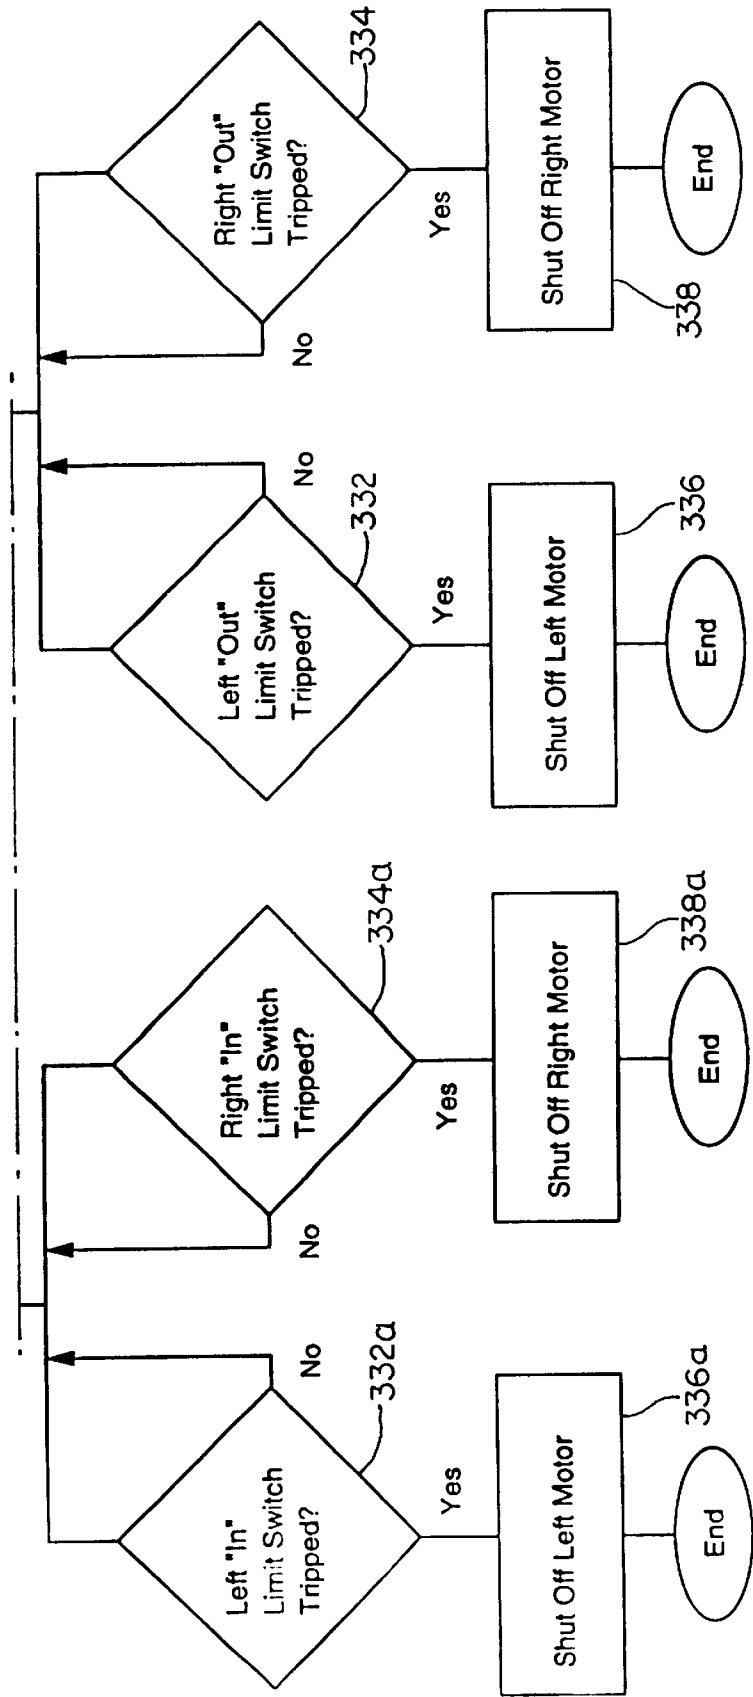 Left "In"
Limit Switch
Tripped?
No
332a
Yes
Shut Off Left Motor
336a
End
Right "In"
Limit Switch
Tripped?
No
334a
Yes
Shut Off Right Motor
338a
End
Left "Out"
Limit Switch
Tripped?
No
332
Yes
Shut Off Left Motor
336
End
Right "Out"
Limit Switch
Tripped?
No
334
Yes
Shut Off Right Motor
338
End